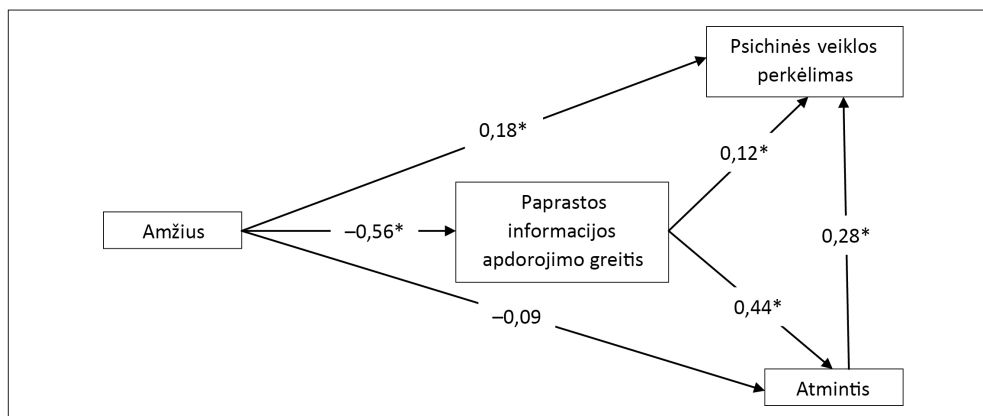 Psichinės veiklos
perkėlimas
0,18*
0,12*
Paprastos
informacijos
apdorojimo greitis
Amžius
–0,56*
0,28*
0,44*
–0,09
Atmintis